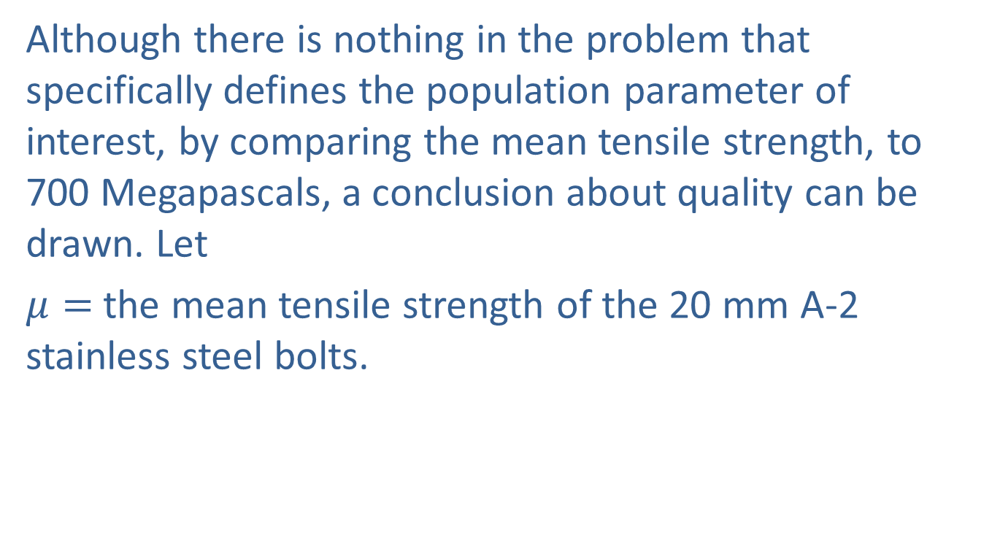 Although there is nothing in the problem that
specifically defines the population parameter of
interest, by comparing the mean tensile strength, to
700 Megapascals, a conclusion about quality can be
drawn. Let
𝜇 = the mean tensile strength of the 20 mm A-2
stainless steel bolts.